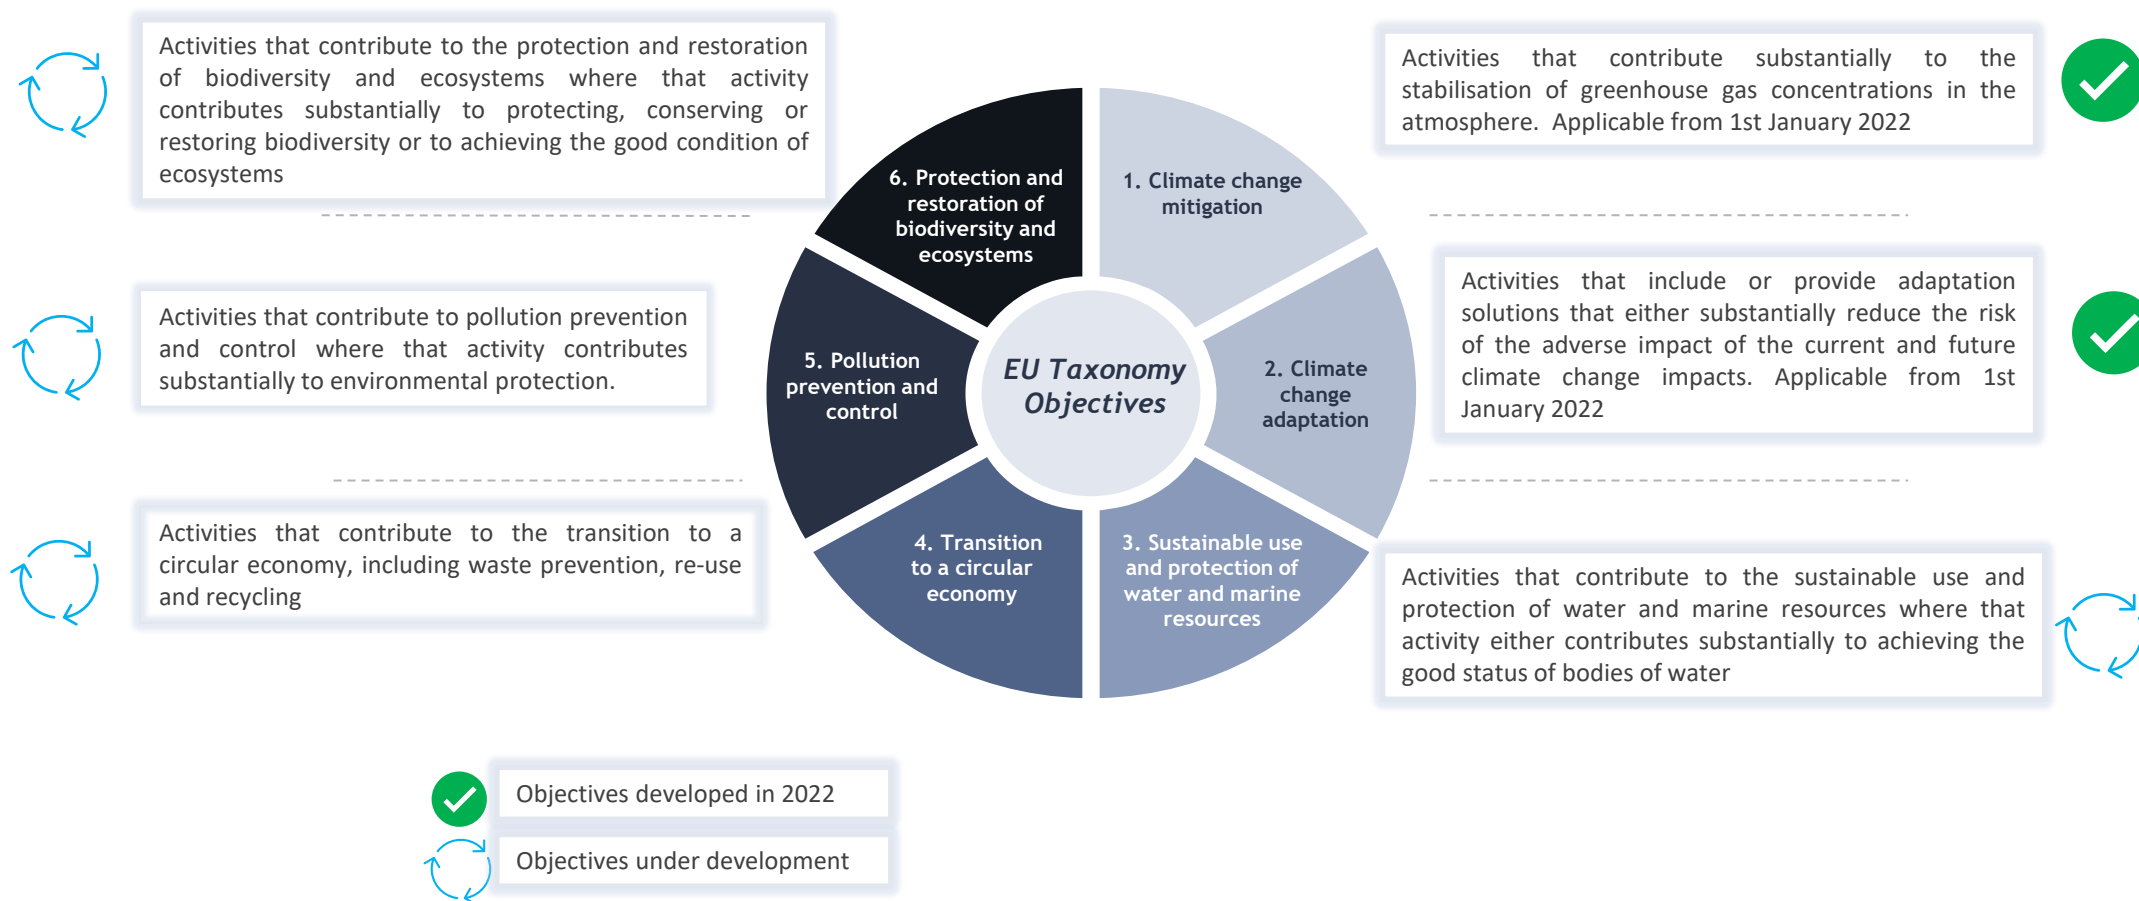 Activities that contribute to the protection and restoration
of biodiversity and ecosystems where that activity
contributes substantially to protecting, conserving or
restoring biodiversity or to achieving the good condition of
ecosystems
Activities that contribute to pollution prevention
and control where that activity contributes
substantially to environmental protection.
Activities that contribute to the transition to a
circular economy, including waste prevention, re-use
and recycling
6. Protection and
restoration of
biodiversity and
ecosystems
1. Climate change
mitigation
5. Pollution
prevention and
control
EU Taxonomy
Objectives
2. Climate
change
adaptation
4. Transition
to a circular
economy
3. Sustainable use
and protection of
water and marine
resources
Activities that contribute substantially to the
stabilisation of greenhouse gas concentrations in the
atmosphere. Applicable from 1st January 2022
Activities that include or provide adaptation
solutions that either substantially reduce the risk
of the adverse impact of the current and future
climate change impacts. Applicable from 1st
January 2022
Activities that contribute to the sustainable use and
protection of water and marine resources where that
activity either contributes substantially to achieving the
good status of bodies of water
Objectives developed in 2022
Objectives under development